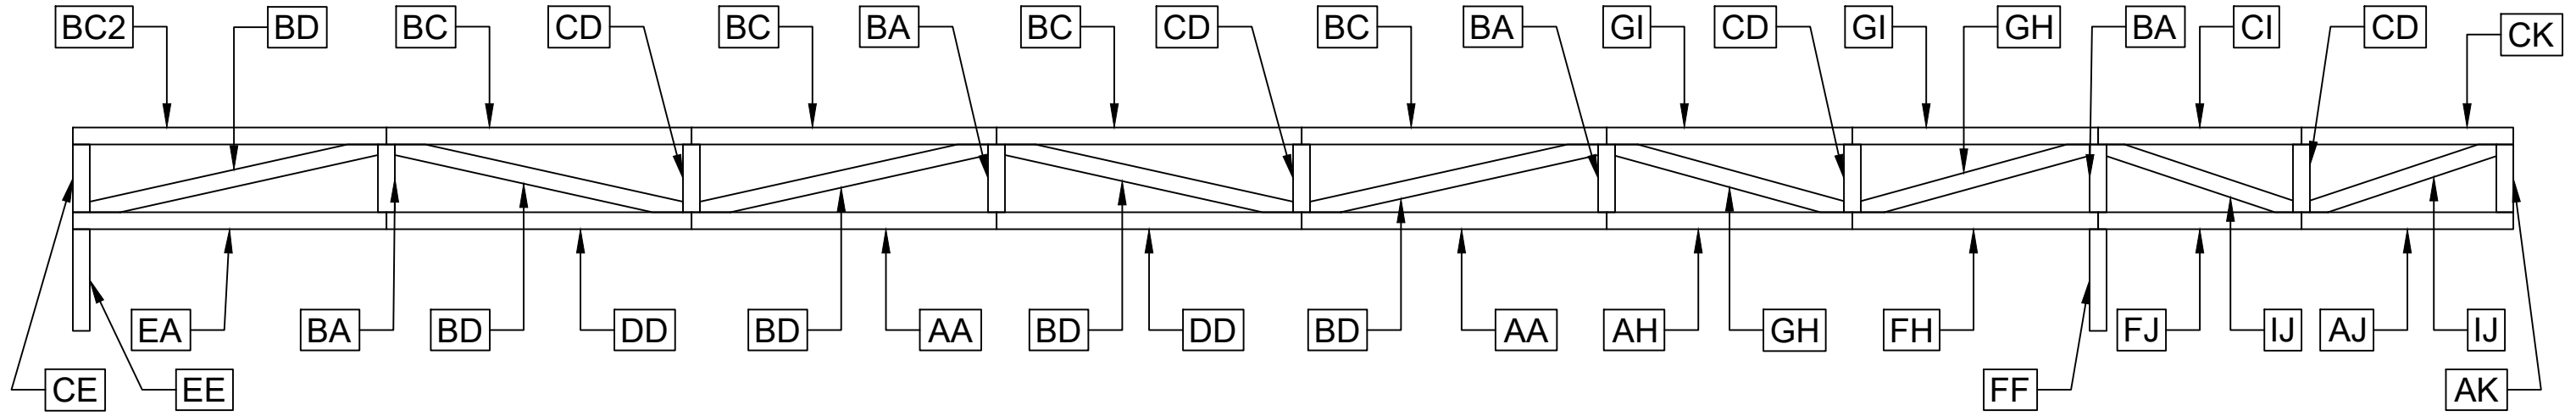 BC2 BD BC CD BC BA BC CD BC BA GI CD GI GH BA CI CD CK
EA BA BD DD BD AA BD DD BD AA AH GH FH FJ IJ AJ IJ
CE EE FF AK